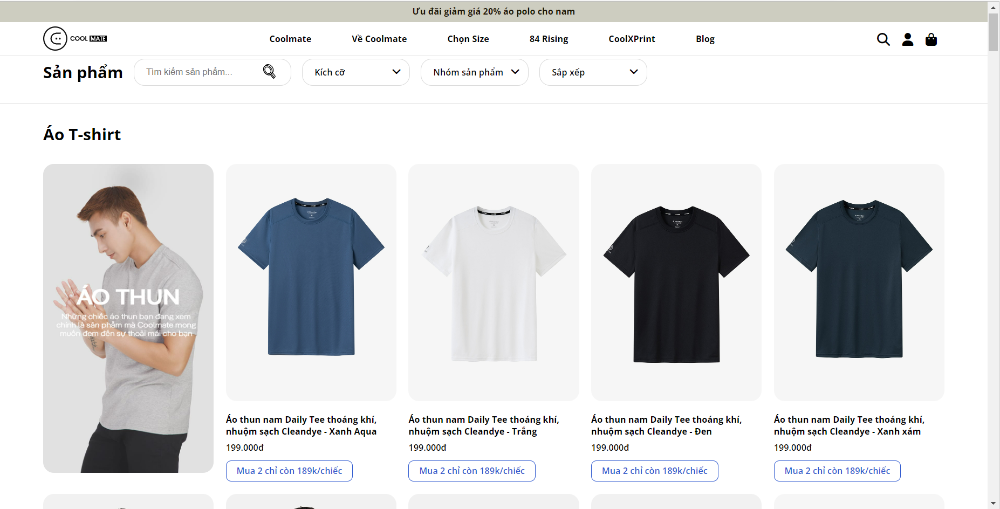 Ưu đãi giảm giá 20% áo polo cho nam
COOL MATE
Coolmate
Về Coolmate
Chọn Size
84 Rising
CoolXPrint
Blog
Sản phẩm
Tìm kiếm sản phẩm...
Kích cỡ
Nhóm sản phẩm
Sắp xếp
Áo T-shirt
ÁO THUN
Những chiếc áo thun bạn đang xem
chính là sản phẩm mà Coolmate mong
muốn đem đến sự thoải mái cho bạn
Áo thun nam Daily Tee thoáng khí,
nhuộm sạch Cleandye - Xanh Aqua
199.000đ
Mua 2 chỉ còn 189k/chiếc
Áo thun nam Daily Tee thoáng khí,
nhuộm sạch Cleandye - Trắng
199.000đ
Mua 2 chỉ còn 189k/chiếc
Áo thun nam Daily Tee thoáng khí,
nhuộm sạch Cleandye - Đen
199.000đ
Mua 2 chỉ còn 189k/chiếc
Áo thun nam Daily Tee thoáng khí,
nhuộm sạch Cleandye - Xanh xám
199.000đ
Mua 2 chỉ còn 189k/chiếc